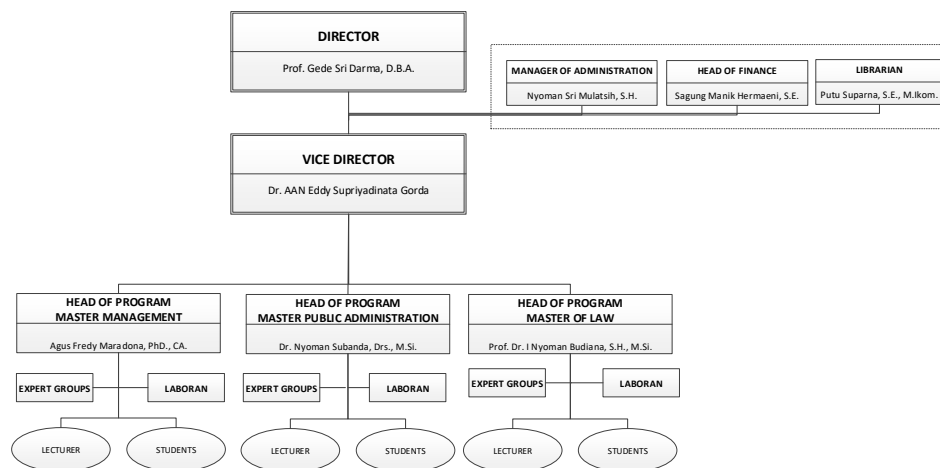 DIRECTOR
Prof. Gede Sri Darma, D.B.A.
MANAGER OF ADMINISTRATION
Nyoman Sri Mulatsih, S.H.
HEAD OF FINANCE
Sagung Manik Hermaeni, S.E.
LIBRARIAN
Putu Suparna, S.E., M.Ikom.
VICE DIRECTOR
Dr. AAN Eddy Supriyadinata Gorda
HEAD OF PROGRAM
MASTER MANAGEMENT
Agus Fredy Maradona, PhD., CA.
HEAD OF PROGRAM
MASTER PUBLIC ADMINISTRATION
Dr. Nyoman Subanda, Drs., M.Si.
HEAD OF PROGRAM
MASTER OF LAW
Prof. Dr. I Nyoman Budiana, S.H., M.Si.
EXPERT GROUPS
LABORAN
EXPERT GROUPS
LABORAN
EXPERT GROUPS
LABORAN
LECTURER
STUDENTS
LECTURER
STUDENTS
LECTURER
STUDENTS